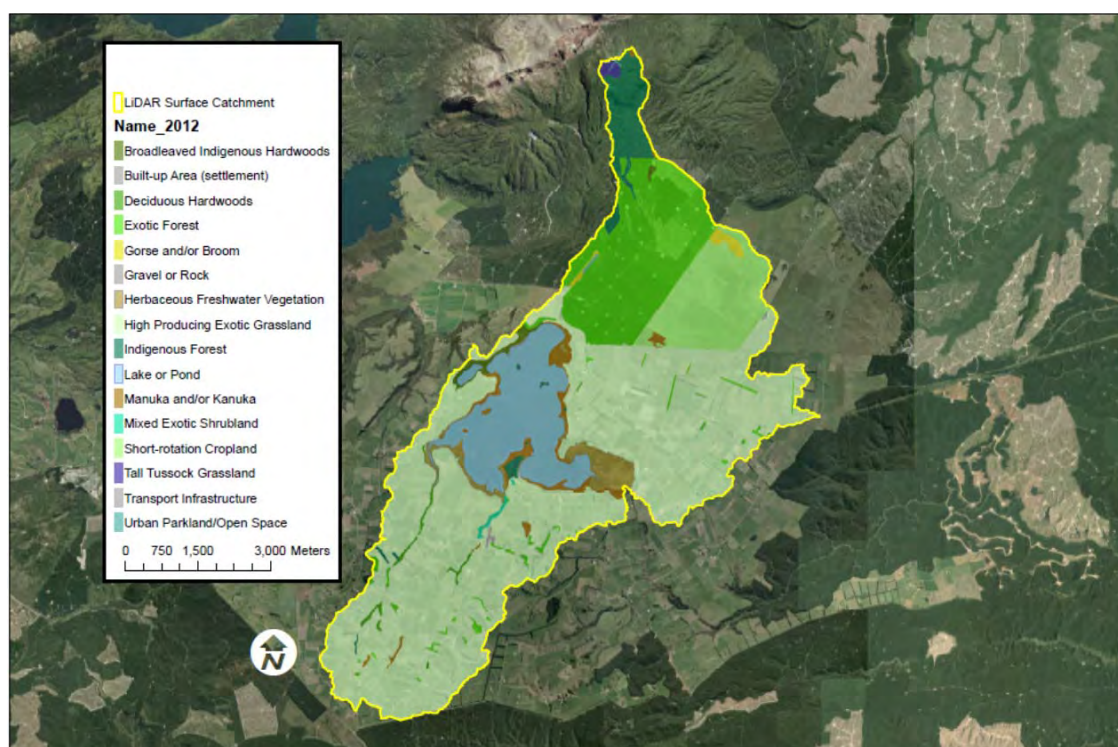 LiDAR Surface Catchment
Name_2012
Broadleaved Indigenous Hardwoods
Built-up Area (settlement)
Deciduous Hardwoods
Exotic Forest
Gorse and/or Broom
Gravel or Rock
Herbaceous Freshwater Vegetation
High Producing Exotic Grassland
Indigenous Forest
Lake or Pond
Manuka and/or Kanuka
Mixed Exotic Shrubland
Short-rotation Cropland
Tall Tussock Grassland
Transport Infrastructure
Urban Parkland/Open Space
0 750 1,500 3,000 Meters
N